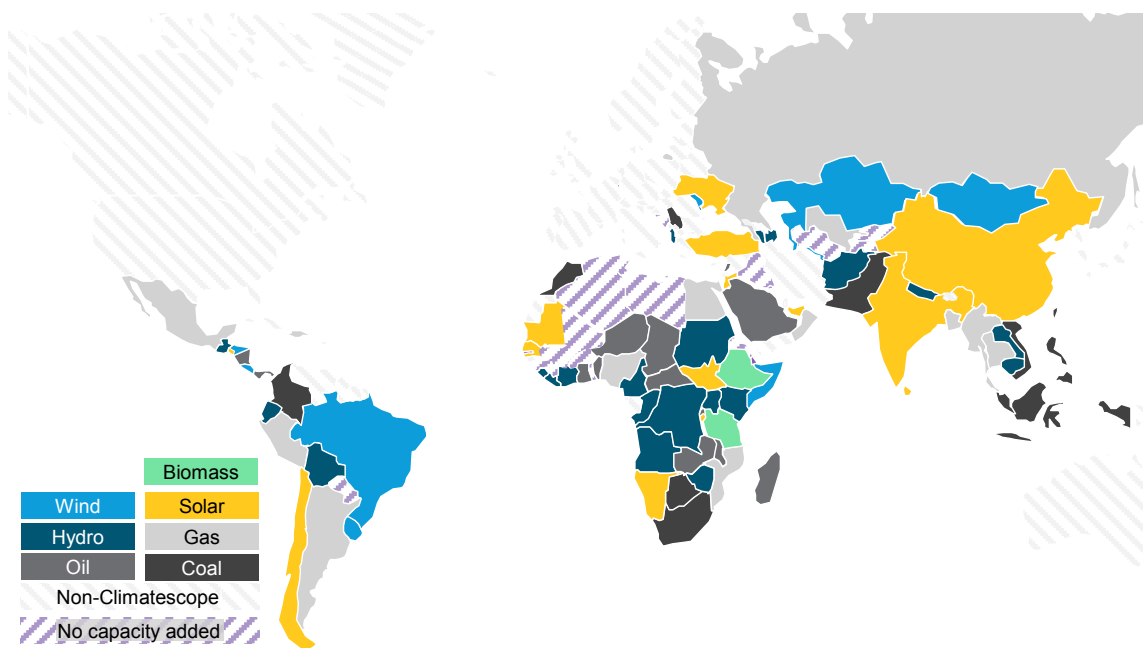 Biomass
Wind
Solar
Hydro
Gas
Oil
Coal
Non-Climatescope
No capacity added